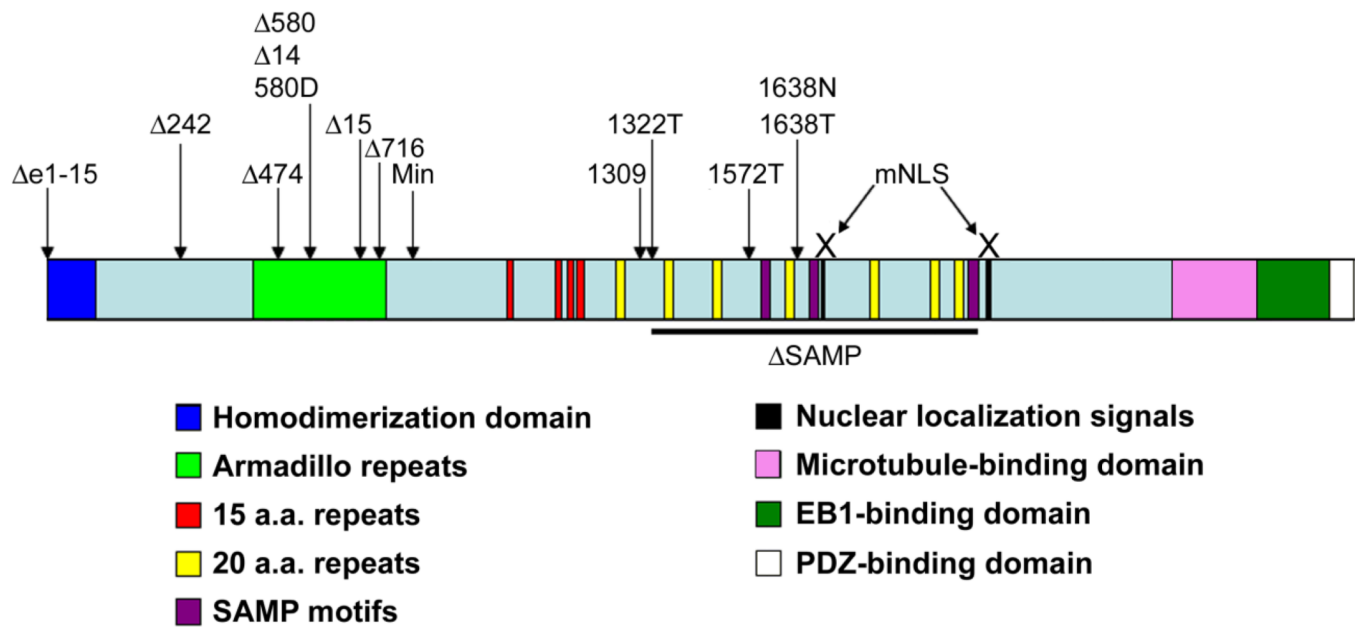 Δ580
Δ14
580D
1638N
Δ242
Δ15
1322T
1638T
Δ716
Δe1-15
Δ474
Min
1309
1572T
mNLS
X
X
ΔSAMP
Homodimerization domain
Armadillo repeats
15 a.a. repeats
20 a.a. repeats
SAMP motifs
Nuclear localization signals
Microtubule-binding domain
EB1-binding domain
PDZ-binding domain